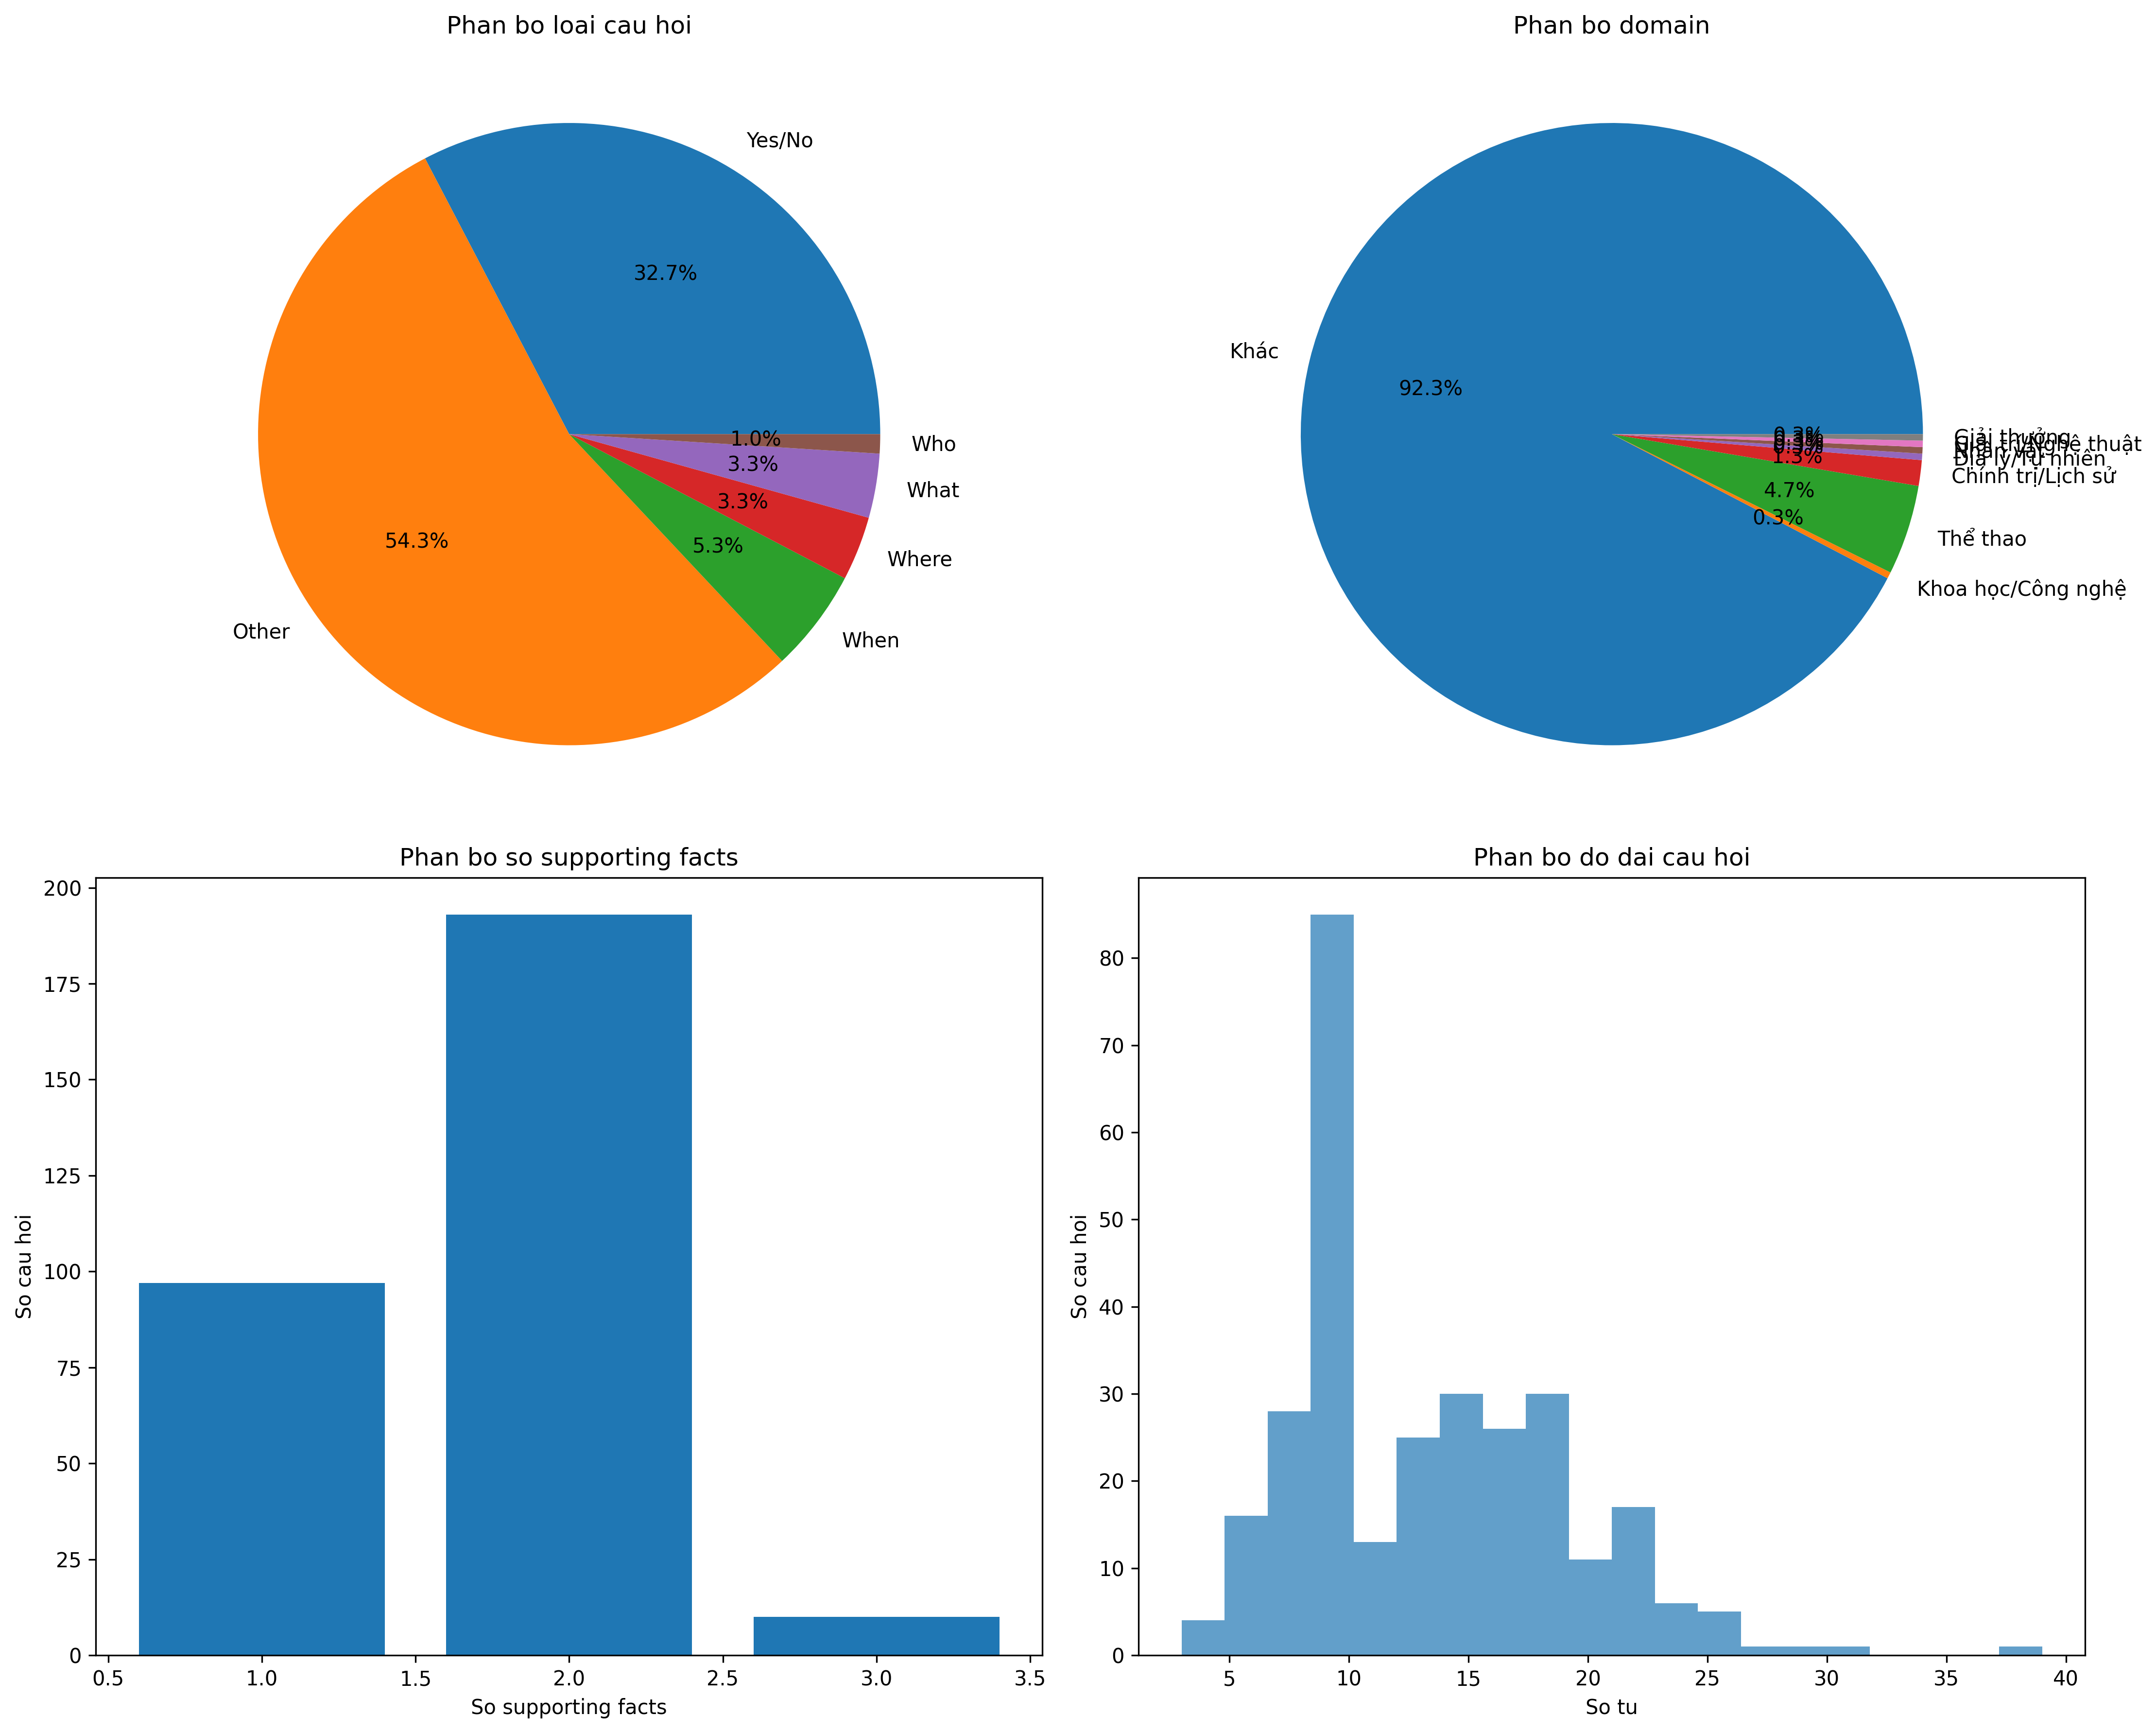 Phan bo loai cau hoi
Yes/No
32.7%
Other
54.3%
When
5.3%
Where
3.3%
What
3.3%
Who
1.0%
Phan bo domain
Khác
92.3%
Khoa học/Công nghệ
0.3%
Thể thao
4.7%
Chính trị/Lịch sử
1.3%
Địa lý/Tự nhiên
Giải thưởng
Phan bo so supporting facts
So cau hoi
200
175
150
125
100
75
50
25
0
0.5
1.0
1.5
2.0
2.5
3.0
3.5
So supporting facts
Phan bo do dai cau hoi
So cau hoi
80
70
60
50
40
30
20
10
0
5
10
15
20
25
30
35
40
So tu